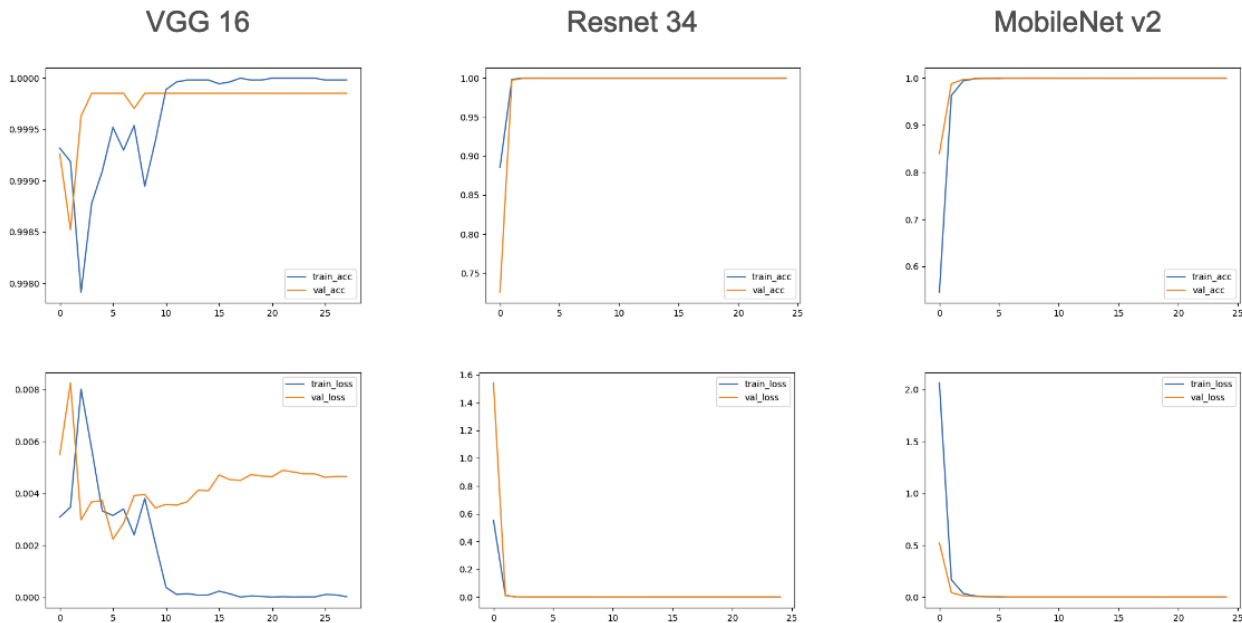 VGG 16
Resnet 34
MobileNet v2
1.0000
0.9995
0.9990
0.9985
0.9980
0 5 10 15 20 25
train_acc
val_acc
1.00
0.95
0.90
0.85
0.80
0.75
0 5 10 15 20 25
train_acc
val_acc
1.0
0.9
0.8
0.7
0.6
0 5 10 15 20 25
train_acc
val_acc
0.008
0.006
0.004
0.002
0.000
0 5 10 15 20 25
train_loss
val_loss
1.6
1.4
1.2
1.0
0.8
0.6
0.4
0.2
0.0
0 5 10 15 20 25
train_loss
val_loss
2.0
1.5
1.0
0.5
0.0
0 5 10 15 20 25
train_loss
val_loss